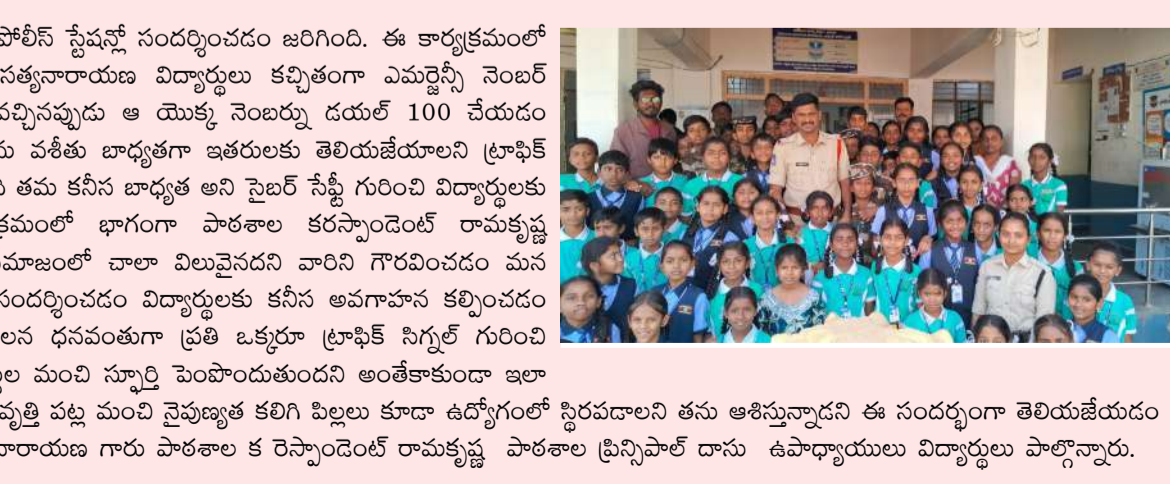 పోలీస్ స్టేషన్లో సందర్శించడం జరిగింది. ఈ కార్యక్రమంలో
సత్యనారాయణ విద్యార్థులు కచ్చితంగా ఎమర్జెన్సీ నెంబర్
వచ్చినప్పుడు ఆ యొక్క నెంబర్ను డయల్ 100 చేయడం
వశీతు బాధ్యతగా ఇతరులకు తెలియజేయాలని ట్రాఫిక్
తమ కనీస బాధ్యత అని సైబర్ సేఫ్టీ గురించి విద్యార్థులకు
క్రమంలో భాగంగా పాఠశాల కరస్పాండెంట్ రామకృష్ణ
మాజంలో చాలా విలువైనదని వారిని గౌరవించడం మన
సందర్శించడం విద్యార్థులకు కనీస అవగాహన కల్పించడం
లన ధనవంతుగా ప్రతి ఒక్కరూ ట్రాఫిక్ సిగ్నల్ గురించి
ల మంచి స్ఫూర్తి పెంపొందుతుందని అంతేకాకుండా ఇలా
వృత్తి పట్ల మంచి నైపుణ్యత కలిగి పిల్లలు కూడా ఉద్యోగంలో స్థిరపడాలని తను ఆశిస్తున్నాడని ఈ సందర్భంగా తెలియజేయడం
నారాయణ గారు పాఠశాల క రెస్పాండెంట్ రామకృష్ణ పాఠశాల ప్రిన్సిపాల్ దాసు ఉపాధ్యాయులు విద్యార్థులు పాల్గొన్నారు.